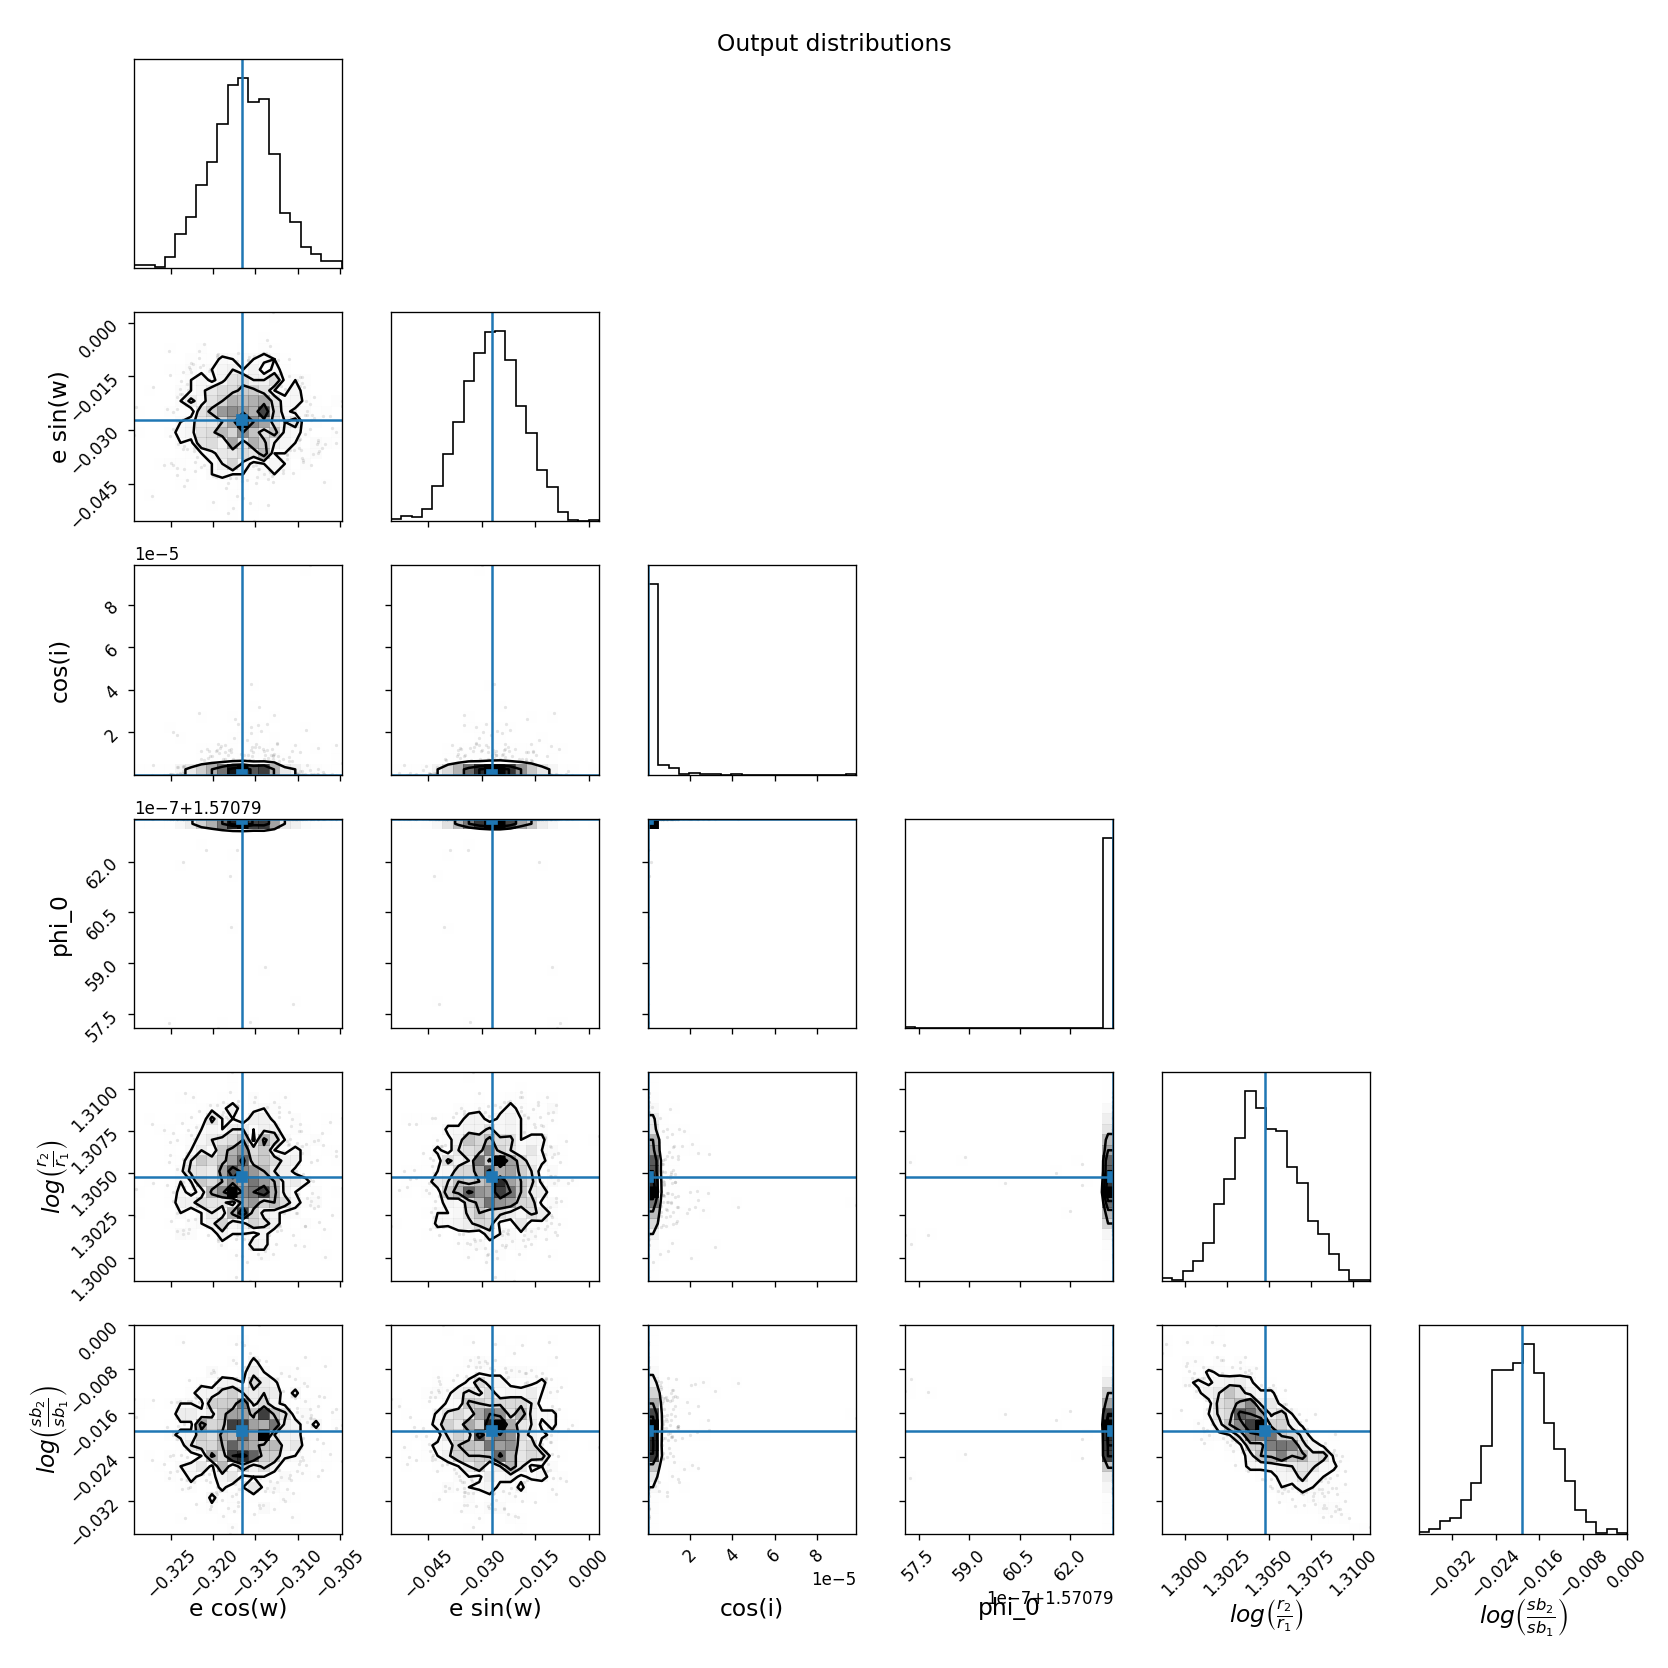 Output distributions
0.000
−0.015
−0.030
−0.045
e sin(w)
1e−5
8
6
4
2
cos(i)
1e−7+1.57079
62.0
60.5
59.0
57.5
phi_0
1.3100
1.3075
1.3050
1.3025
1.3000
log(r2/r1)
0.000
−0.008
−0.016
−0.024
−0.032
log(sb2/sb1)
−0.325 −0.320 −0.315 −0.310 −0.305
−0.045 −0.030 −0.015 0.000
2 4 6 8
57.5 59.0 60.5 62.0
1.3000 1.3025 1.3050 1.3075 1.3100
−0.032 −0.024 −0.016 −0.008 0.000
1e−5
1e−7+1.57079
e cos(w)
e sin(w)
cos(i)
phi_0
log(r2/r1)
log(sb2/sb1)